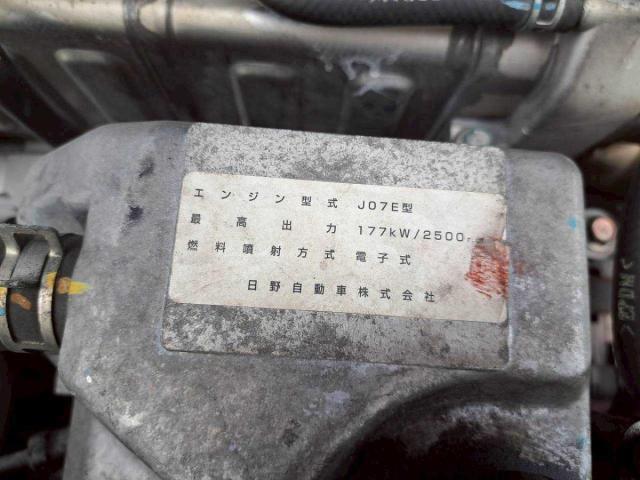 エンジン型式 J07E型
最高出力 177kW/2500r
燃料噴射方式 電子式
日野自動車株式会社